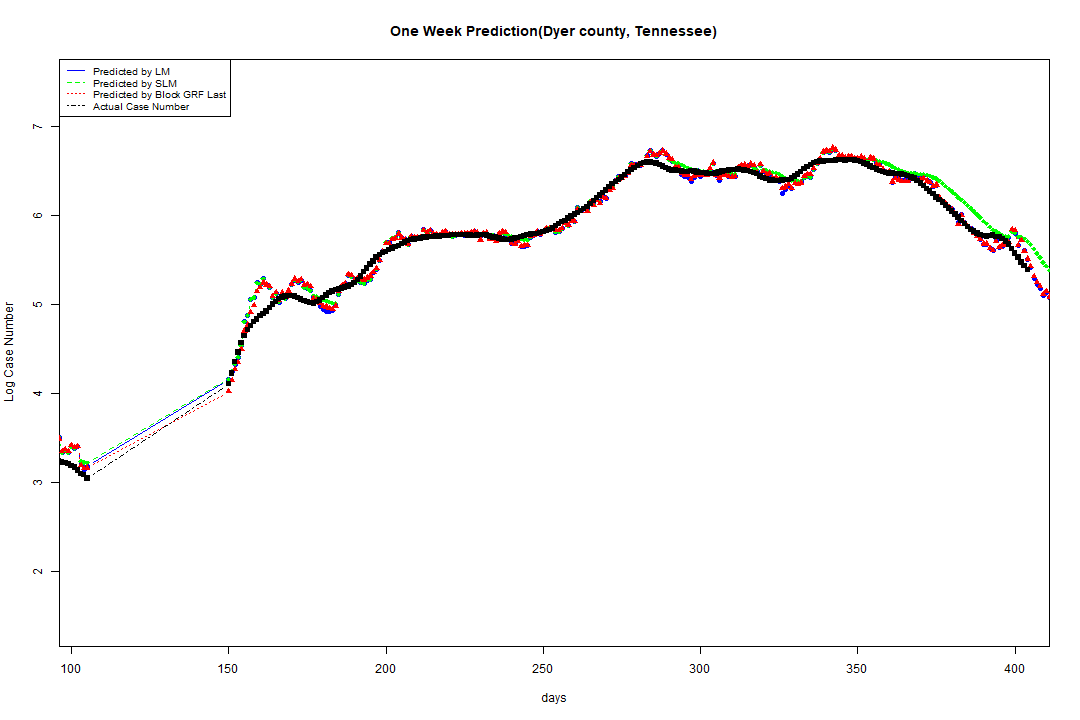 One Week Prediction(Dyer county, Tennessee)
Predicted by LM
Predicted by SLM
Predicted by Block GRF Last
Actual Case Number
7
6
5
4
3
2
Log Case Number
100 150 200 250 300 350 400
days